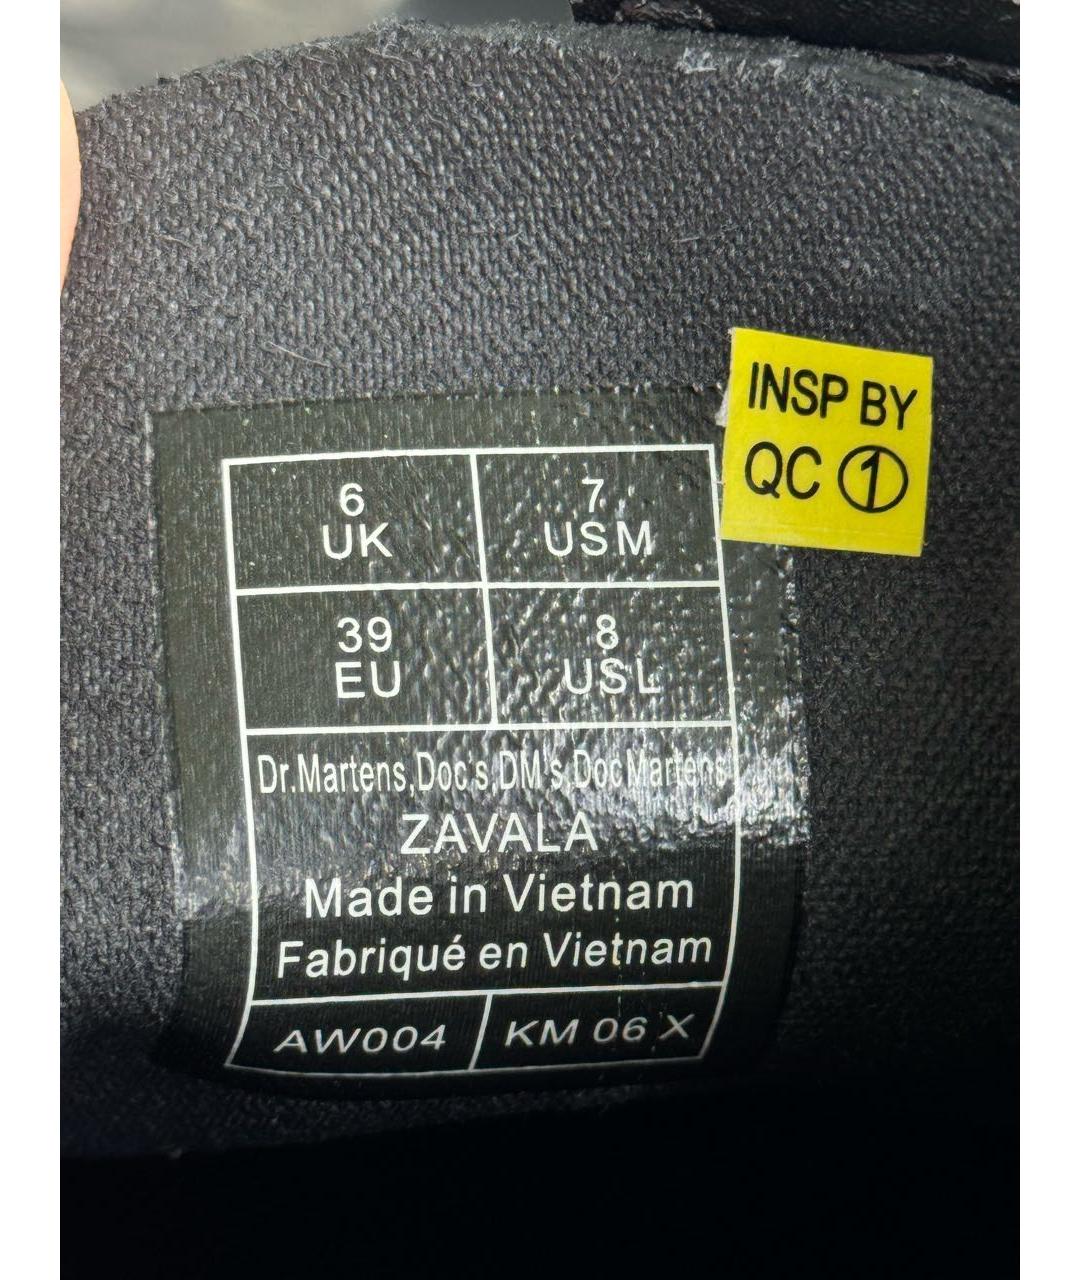 INSP BY
QC ①
6
UK
7
USM
39
EU
8
USL
Dr.Martens,Doc's,DM's,DocMartens
ZAVALA
Made in Vietnam
Fabriqué en Vietnam
AW004
KM 06 X